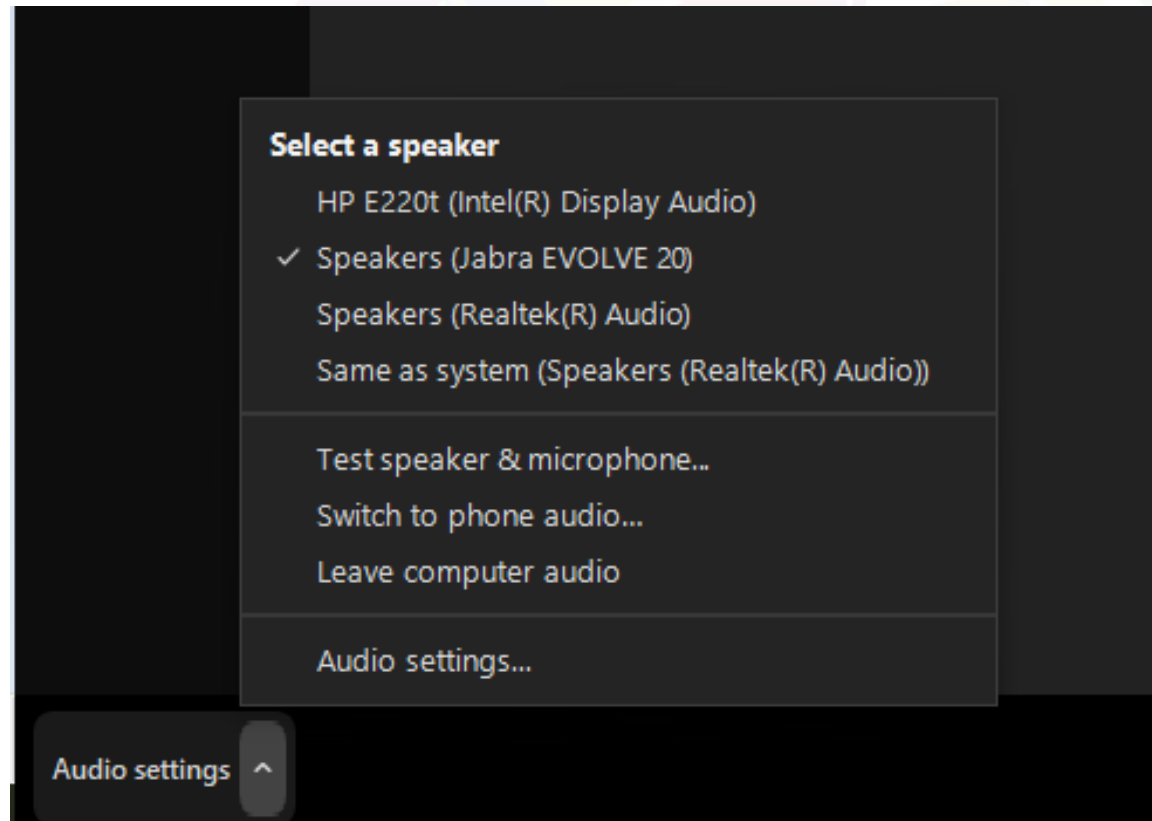 Select a speaker
HP E220t (Intel(R) Display Audio)
Speakers (Jabra EVOLVE 20)
Speakers (Realtek(R) Audio)
Same as system (Speakers (Realtek(R) Audio))
Test speaker & microphone...
Switch to phone audio...
Leave computer audio
Audio settings...
Audio settings